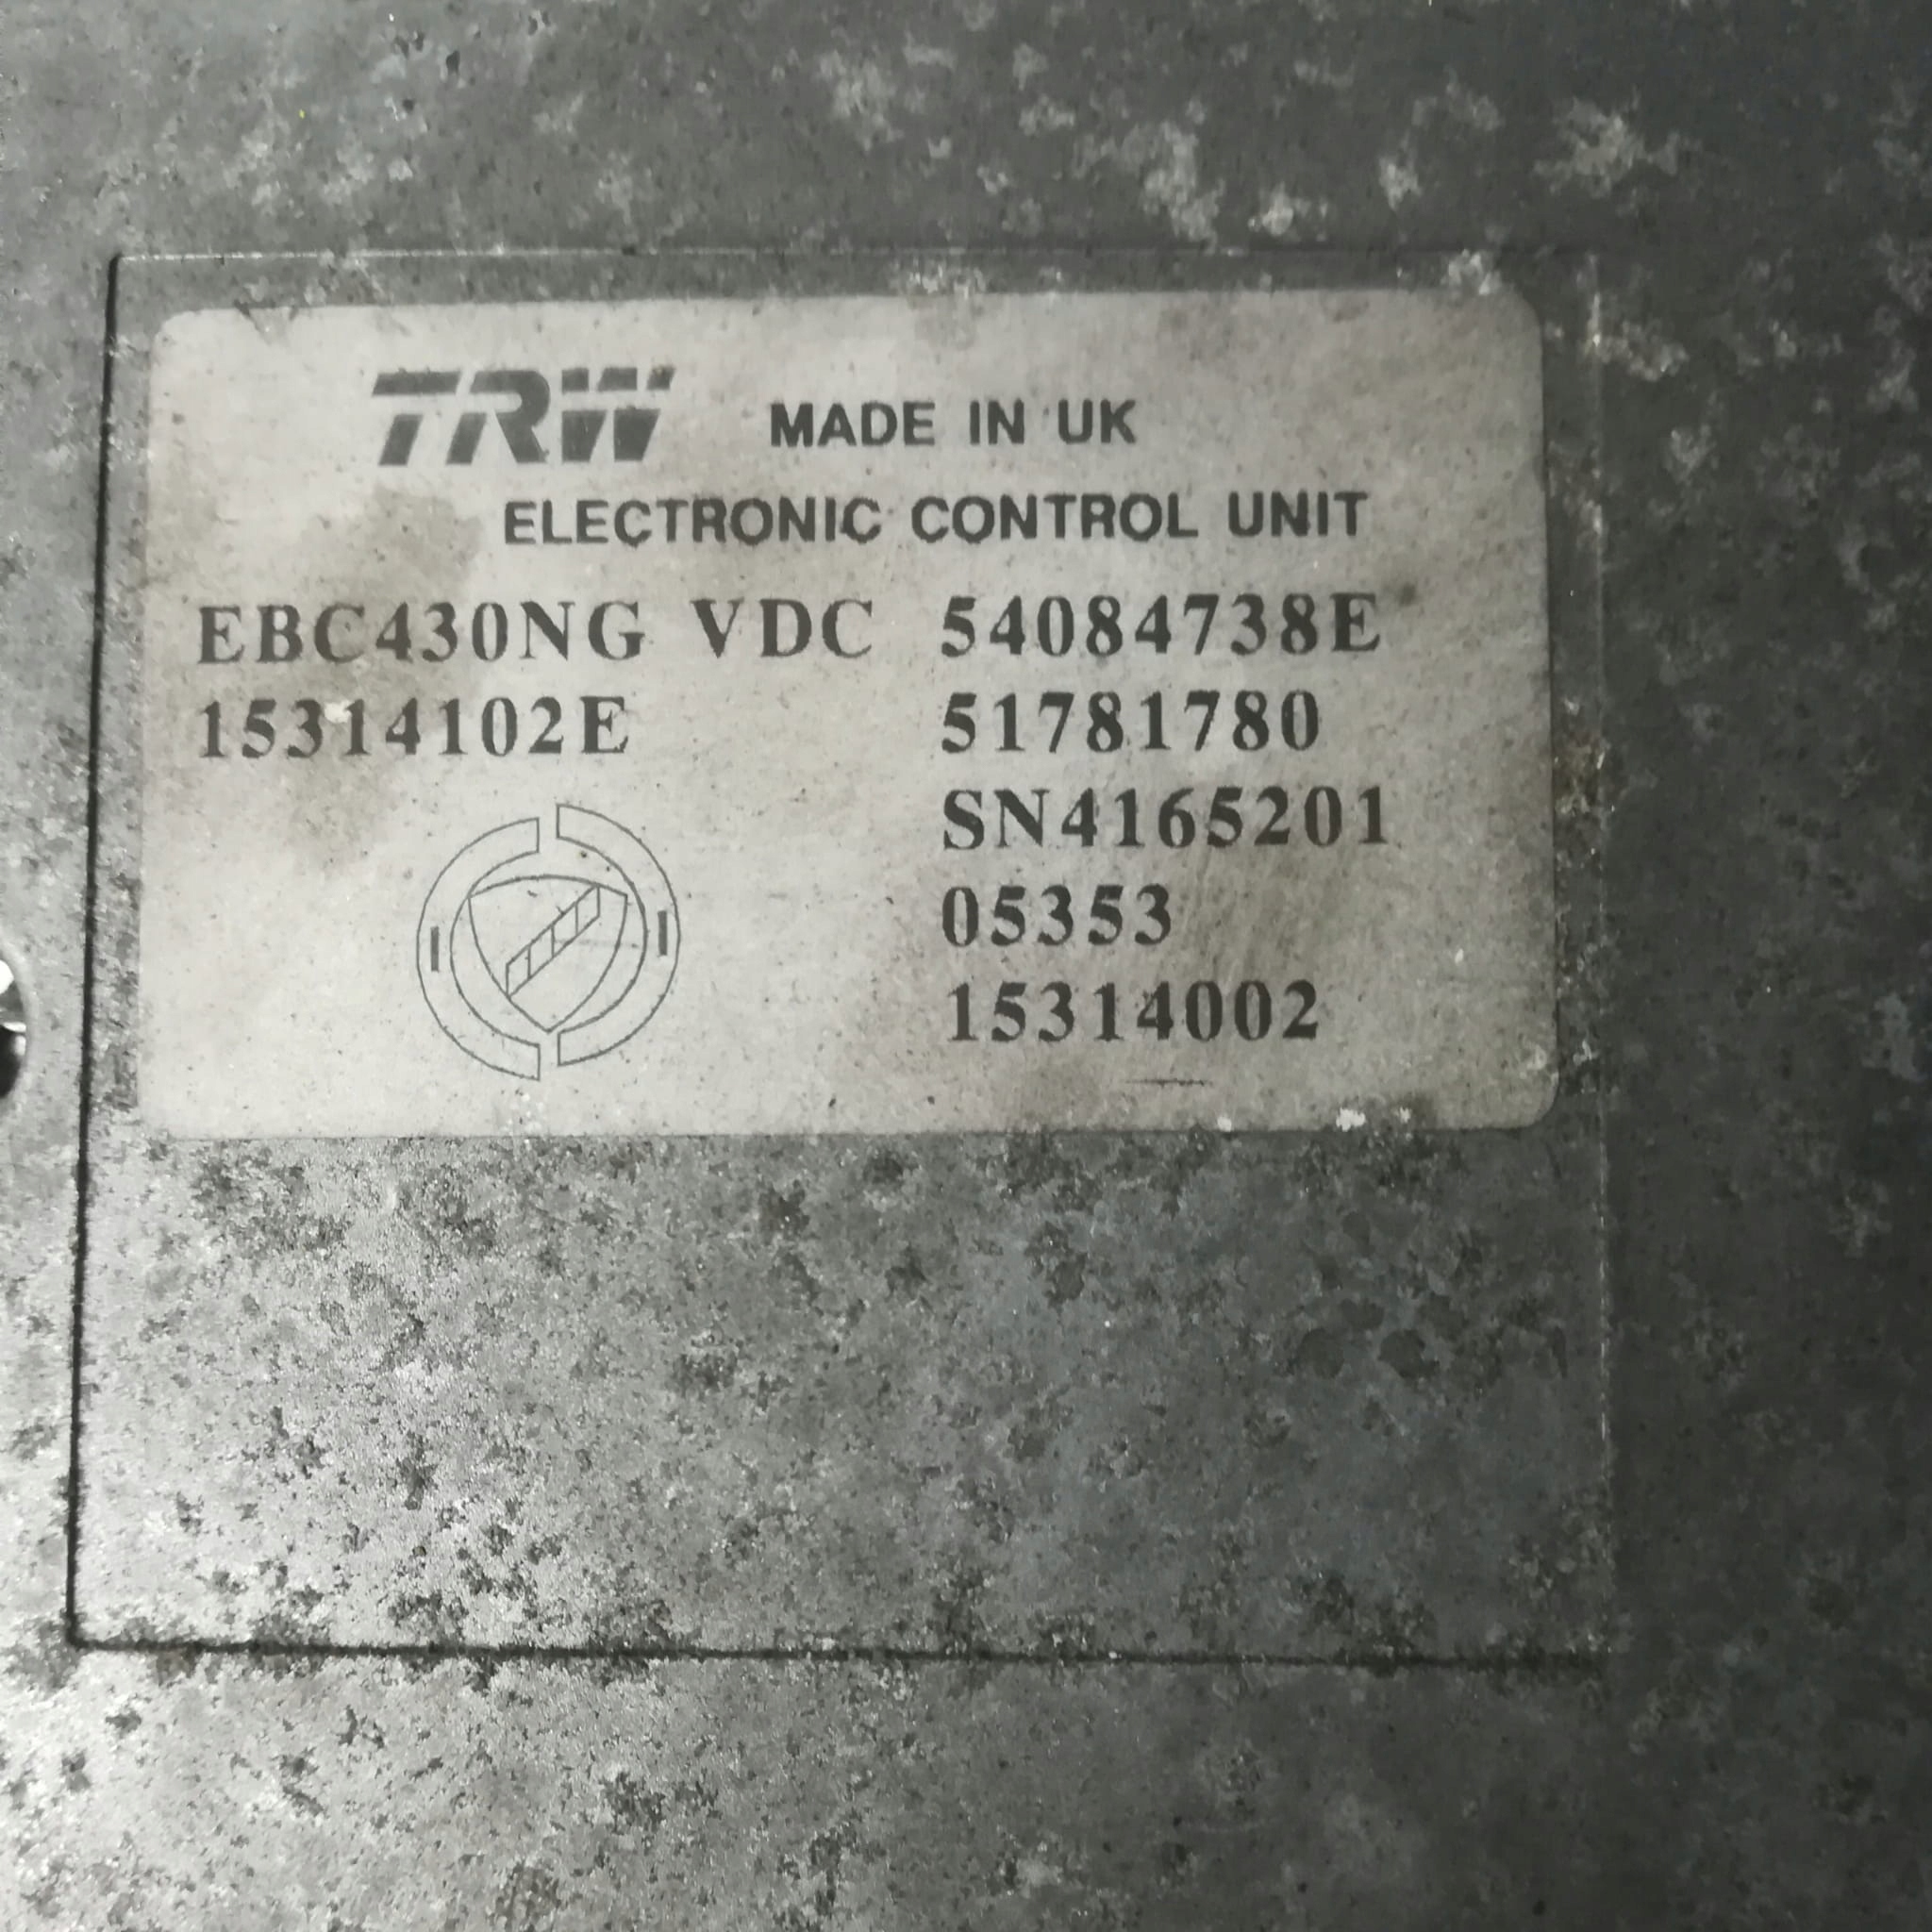 TRW MADE IN UK
ELECTRONIC CONTROL UNIT
EBC430NG VDC 54084738E
15314102E 51781780
SN4165201
05353
15314002